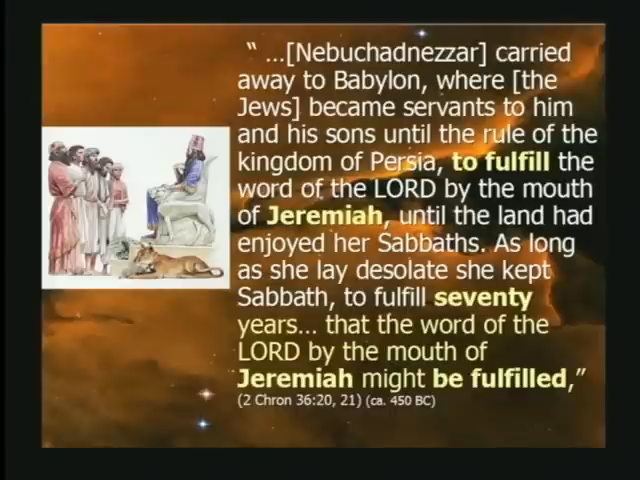 “ …[Nebuchadnezzar] carried
away to Babylon, where [the
Jews] became servants to him
and his sons until the rule of the
kingdom of Persia, to fulfill the
word of the LORD by the mouth
of Jeremiah, until the land had
enjoyed her Sabbaths. As long
as she lay desolate she kept
Sabbath, to fulfill seventy
years… that the word of the
LORD by the mouth of
Jeremiah might be fulfilled,”
(2 Chron 36:20, 21) (ca. 450 BC)